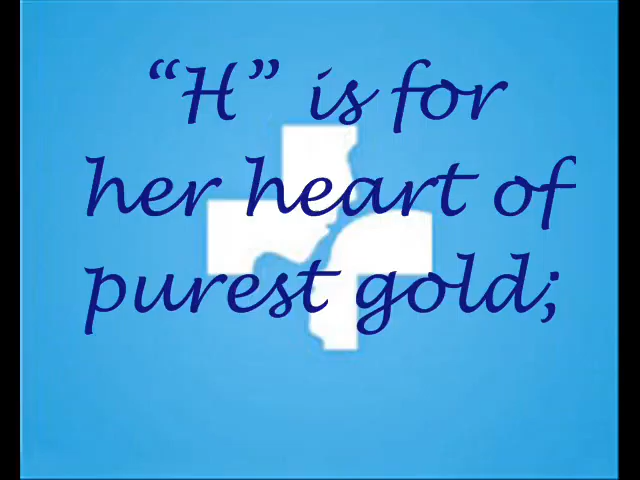 “H” is for
her heart of
purest gold;